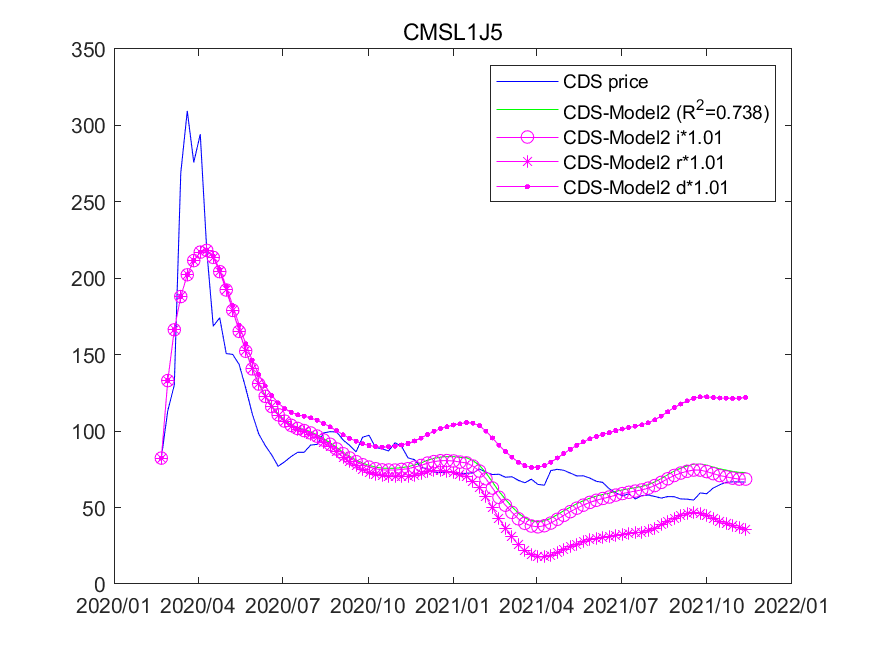 CMSL1J5
350
300
250
200
150
100
50
0
CDS price
CDS-Model2 (R²=0.738)
CDS-Model2 i*1.01
CDS-Model2 r*1.01
CDS-Model2 d*1.01
2020/01 2020/04 2020/07 2020/10 2021/01 2021/04 2021/07 2021/10 2022/01